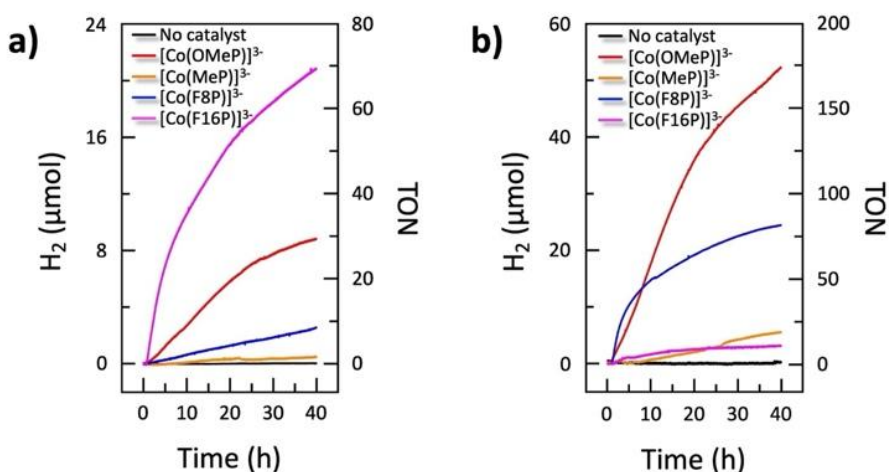 a)
24
16
8
0
H₂ (μmol)
No catalyst
[Co(OMeP)]³⁻
[Co(MeP)]³⁻
[Co(F8P)]³⁻
[Co(F16P)]³⁻
80
60
40
20
0
TON
0 10 20 30 40
Time (h)
b)
60
40
20
0
H₂ (μmol)
No catalyst
[Co(OMeP)]³⁻
[Co(MeP)]³⁻
[Co(F8P)]³⁻
[Co(F16P)]³⁻
200
150
100
50
0
TON
0 10 20 30 40
Time (h)